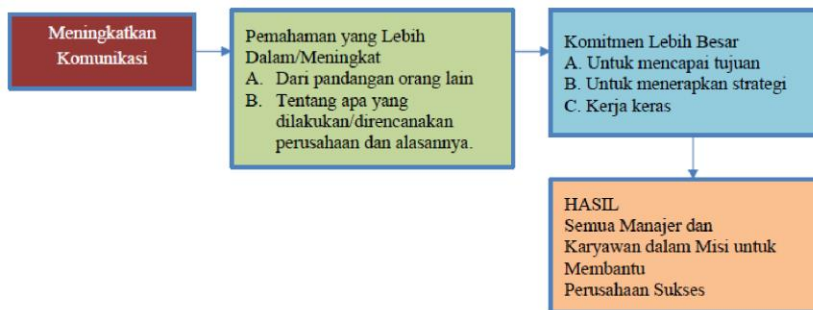 Meningkatkan
Komunikasi
Pemahaman yang Lebih
Dalam/Meningkat
A. Dari pandangan orang lain
B. Tentang apa yang
dilakukan/direncanakan
perusahaan dan alasannya.
Komitmen Lebih Besar
A. Untuk mencapai tujuan
B. Untuk menerapkan strategi
C. Kerja keras
HASIL
Semua Manajer dan
Karyawan dalam Misi untuk
Membantu
Perusahaan Sukses